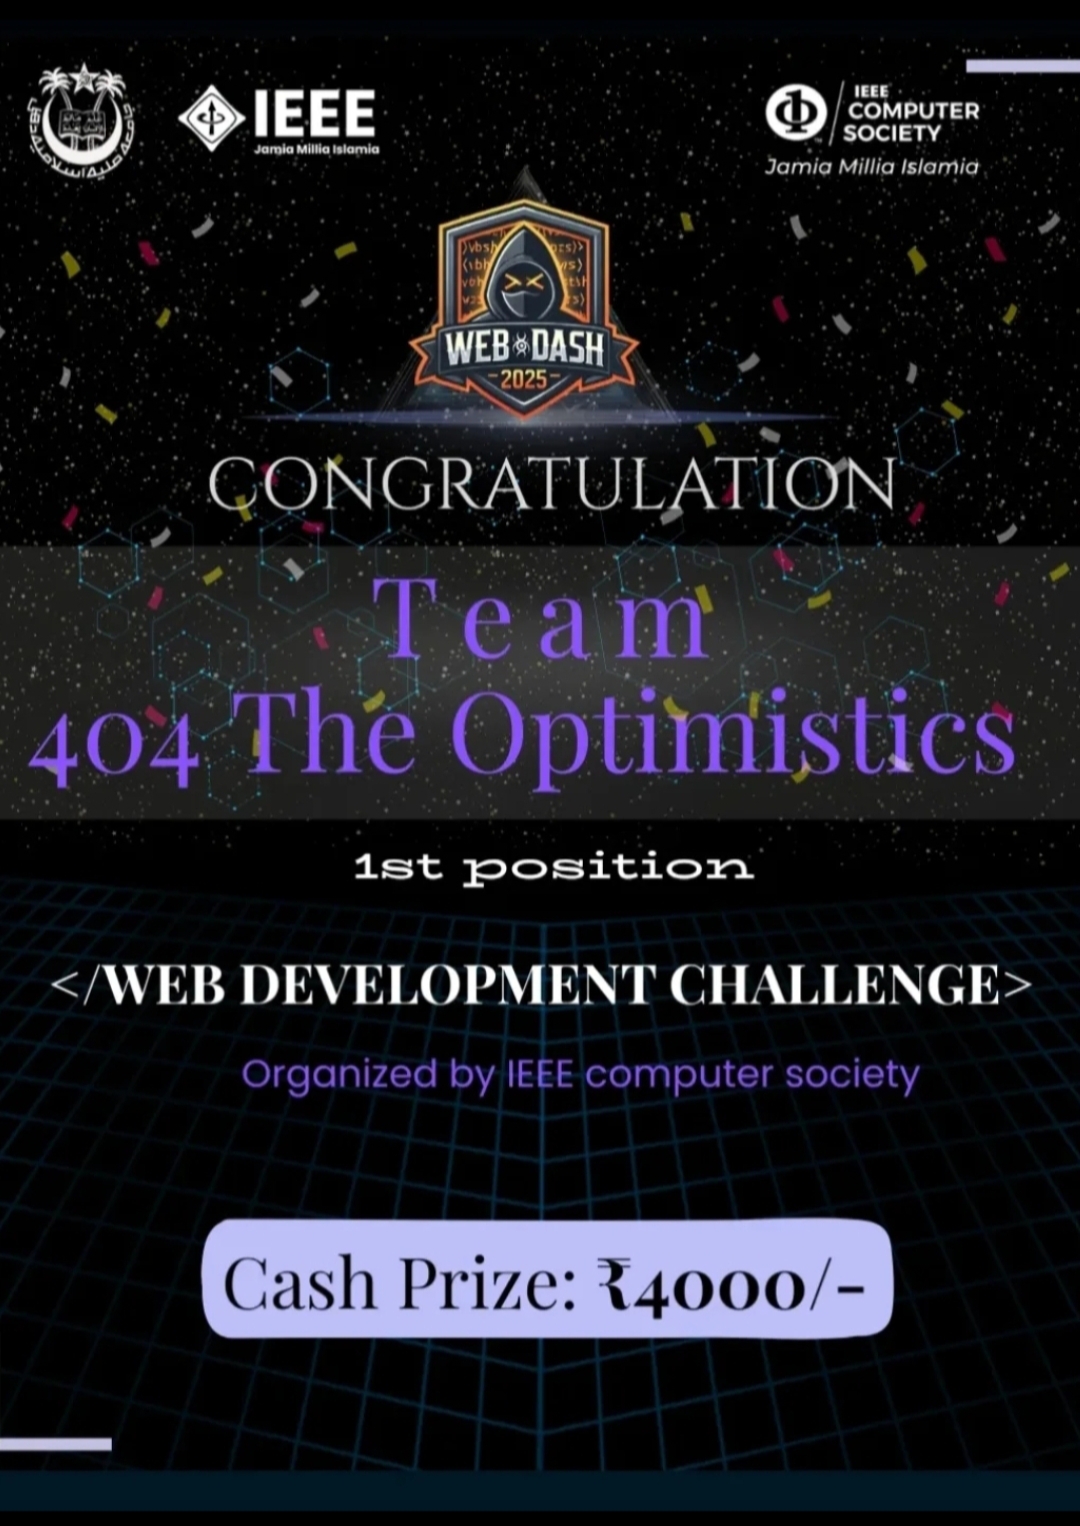 IEEE
Jamia Millia Islamia
IEEE
COMPUTER
SOCIETY
Jamia Millia Islamia
WEB DASH
-2025-
CONGRATULATION
Team
404 The Optimistics
1st position
</WEB DEVELOPMENT CHALLENGE>
Organized by IEEE computer society
Cash Prize: ₹4000/-